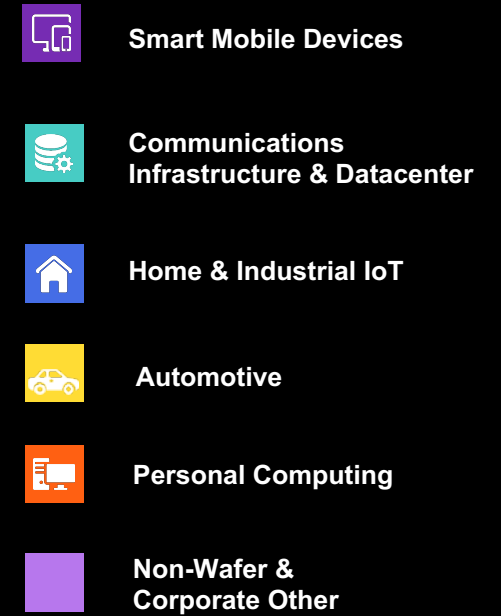 Smart Mobile Devices
Communications
Infrastructure & Datacenter
Home & Industrial IoT
Automotive
Personal Computing
Non-Wafer &
Corporate Other